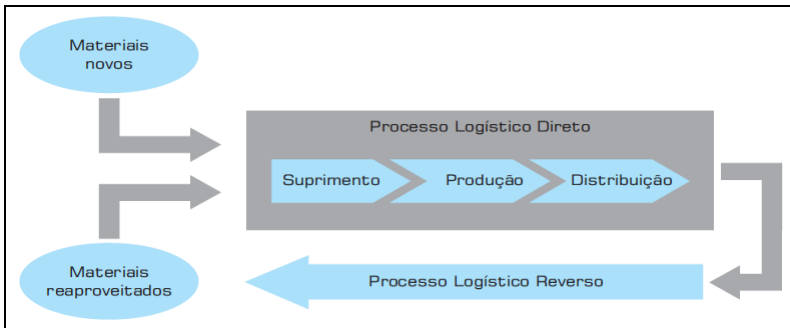 Materiais
novos
Processo Logístico Direto
Suprimento
Produção
Distribuição
Materiais
reaproveitados
Processo Logístico Reverso